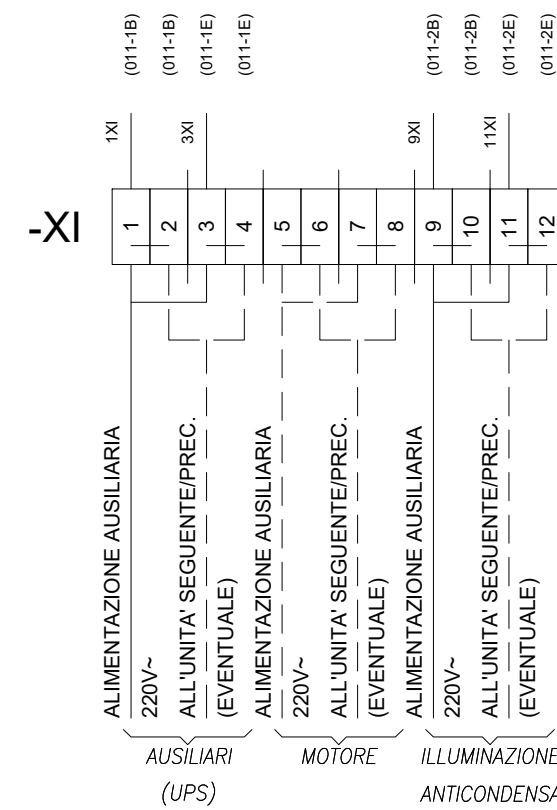 (011-1B)
(011-1B)
(011-1E)
(011-1E)
(011-2B)
(011-2B)
(011-2E)
(011-2E)
1XI
3XI
9XI
11XI
-XI
1
2
3
4
5
6
7
8
9
10
11
12
ALIMENTAZIONE AUSILIARIA
220V~
ALL'UNITA' SEGUENTE/PREC.
(EVENTUALE)
ALIMENTAZIONE AUSILIARIA
220V~
ALL'UNITA' SEGUENTE/PREC.
(EVENTUALE)
ALIMENTAZIONE AUSILIARIA
220V~
ALL'UNITA' SEGUENTE/PREC.
(EVENTUALE)
AUSILIARI
(UPS)
MOTORE
ILLUMINAZIONE
ANTICONDENSA